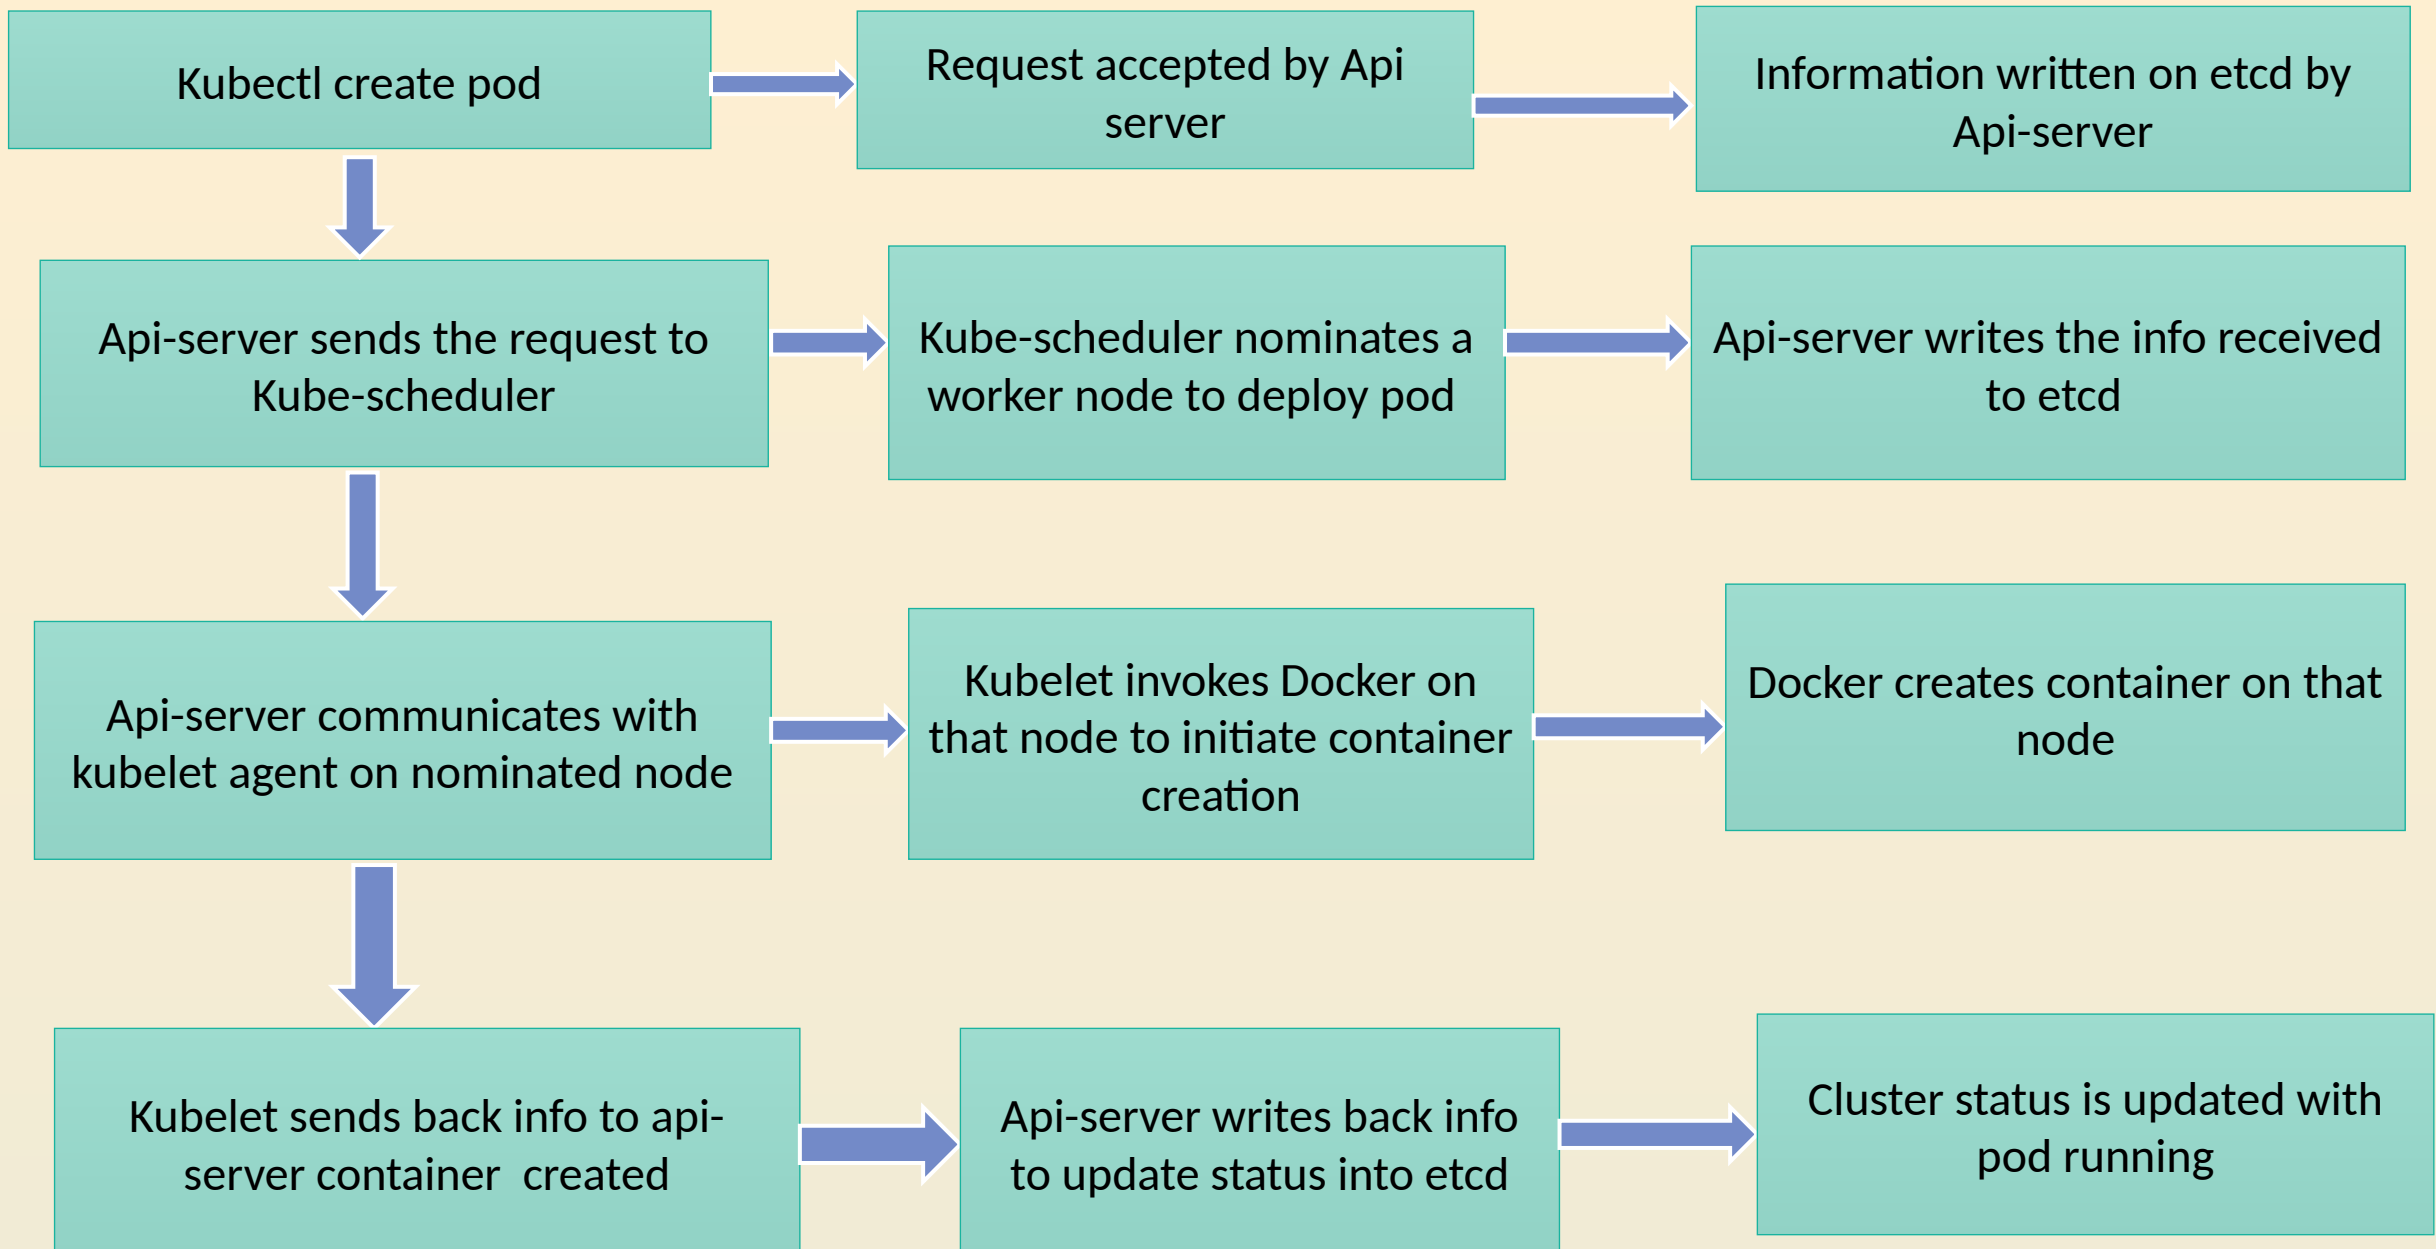 Kubectl create pod
Request accepted by Api
server
Information written on etcd by
Api-server
Api-server sends the request to
Kube-scheduler
Kube-scheduler nominates a
worker node to deploy pod
Api-server writes the info received
to etcd
Api-server communicates with
kubelet agent on nominated node
Kubelet invokes Docker on
that node to initiate container
creation
Docker creates container on that
node
Kubelet sends back info to api-
server container  created
Api-server writes back info
to update status into etcd
Cluster status is updated with
pod running